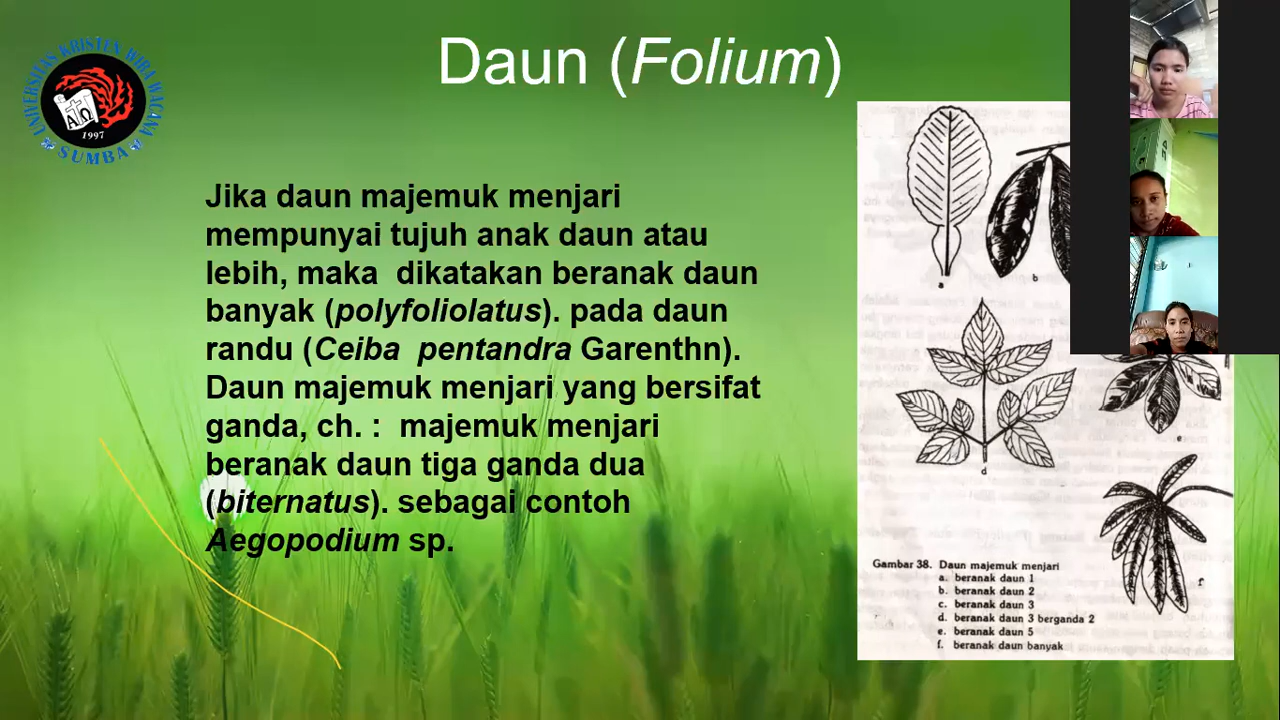 UNIVERSITAS KRISTEN WIRA WACANA
SUMBA
ΑΩ
1997
Daun (Folium)
Jika daun majemuk menjari
mempunyai tujuh anak daun atau
lebih, maka dikatakan beranak daun
banyak (polyfoliolatus). pada daun
randu (Ceiba pentandra Garenthn).
Daun majemuk menjari yang bersifat
ganda, ch. : majemuk menjari
beranak daun tiga ganda dua
(biternatus). sebagai contoh
Aegopodium sp.
a
b
d
e
f
Gambar 38. Daun majemuk menjari
a. beranak daun 1
b. beranak daun 2
c. beranak daun 3
d. beranak daun 3 berganda 2
e. beranak daun 5
f. beranak daun banyak